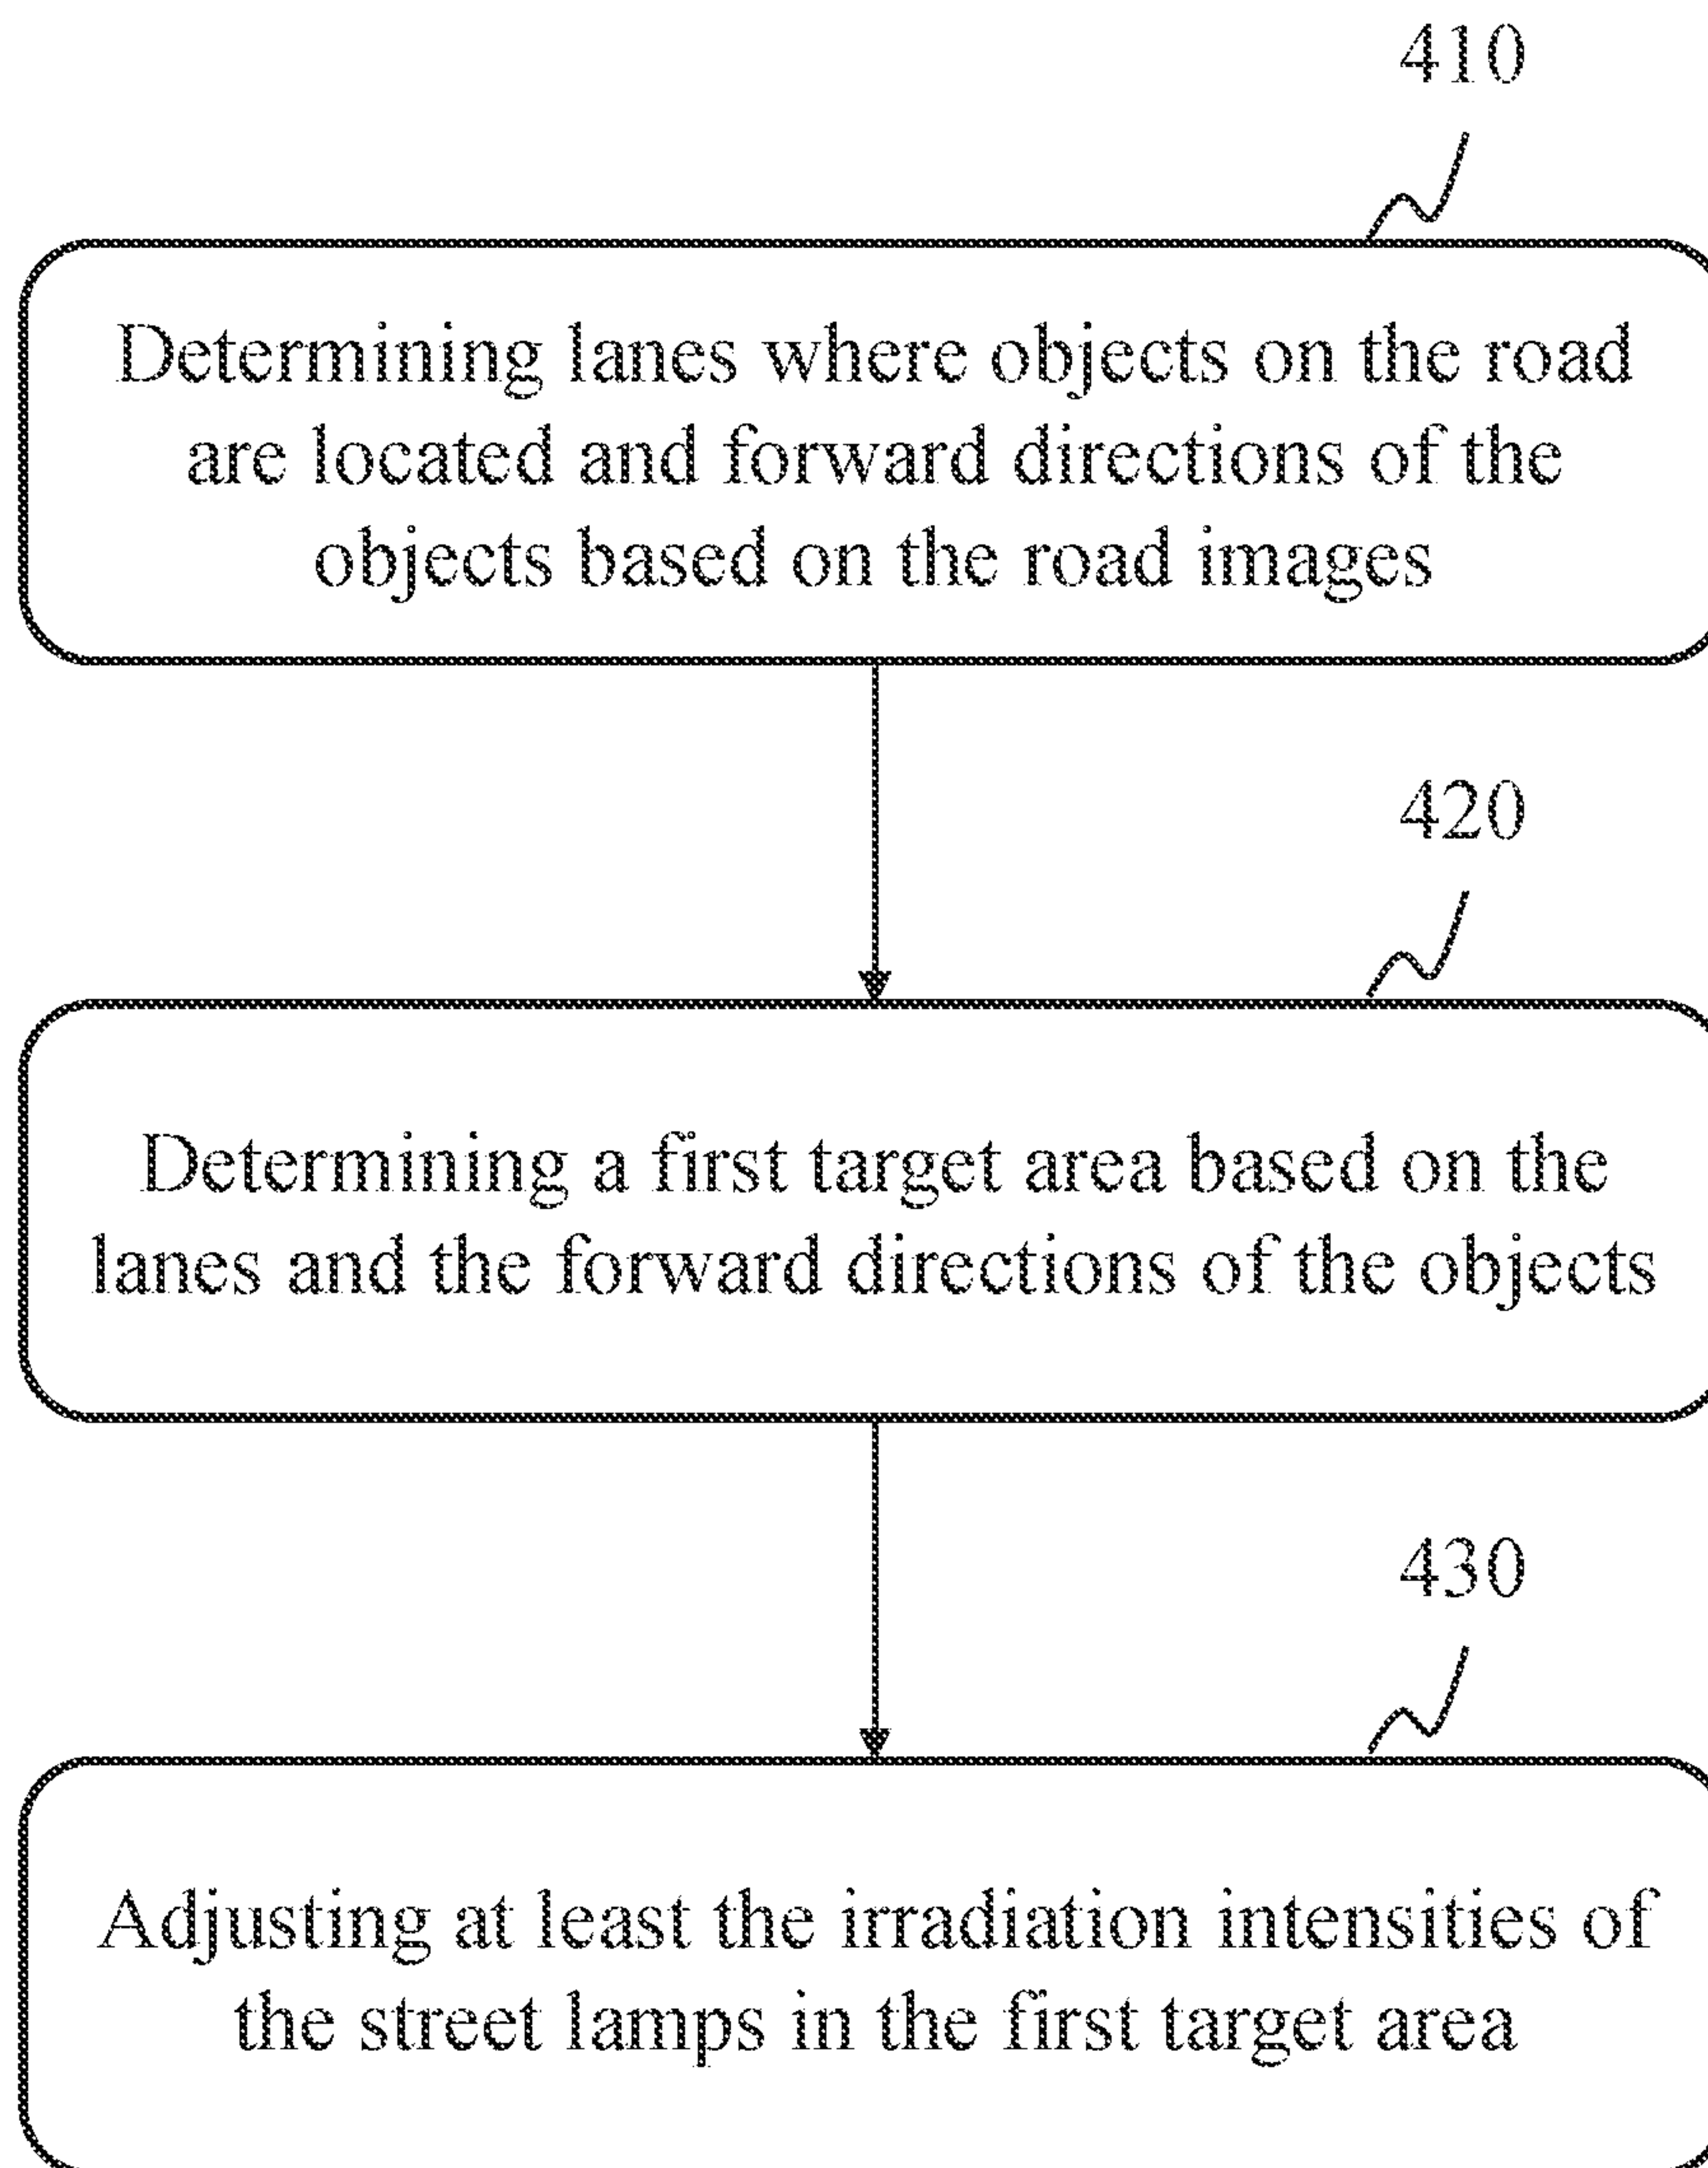 410
Determining lanes where objects on the road
are located and forward directions of the
objects based on the road images
420
Determining a first target area based on the
lanes and the forward directions of the objects
430
Adjusting at least the irradiation intensities of
the street lamps in the first target area